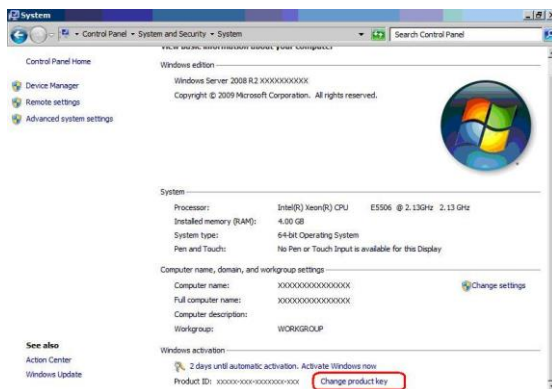 System
Control Panel ▸ System and Security ▸ System
Search Control Panel
Control Panel Home
Device Manager
Remote settings
Advanced system settings
See also
Action Center
Windows Update
View basic information about your computer
Windows edition
Windows Server 2008 R2 XXXXXXXXXX
Copyright © 2009 Microsoft Corporation. All rights reserved.
System
Processor: Intel(R) Xeon(R) CPU E5506 @ 2.13GHz 2.13 GHz
Installed memory (RAM): 4.00 GB
System type: 64-bit Operating System
Pen and Touch: No Pen or Touch Input is available for this Display
Computer name, domain, and workgroup settings
Computer name: XXXXXXXXXXXXXXX
Change settings
Full computer name: XXXXXXXXXXXXXXX
Computer description:
Workgroup: WORKGROUP
Windows activation
2 days until automatic activation. Activate Windows now
Product ID: xxxxx-xxx-xxxxxxx-xxx Change product key